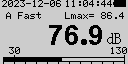 2023-12-06 11:04:44
A Fast Lmax= 86.4
76.9 dB
30 130